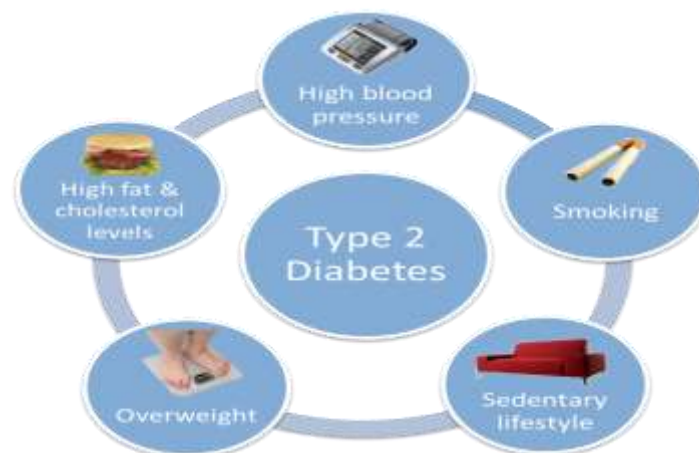 High blood
pressure
High fat &
cholesterol
levels
Smoking
Type 2
Diabetes
Overweight
Sedentary
lifestyle